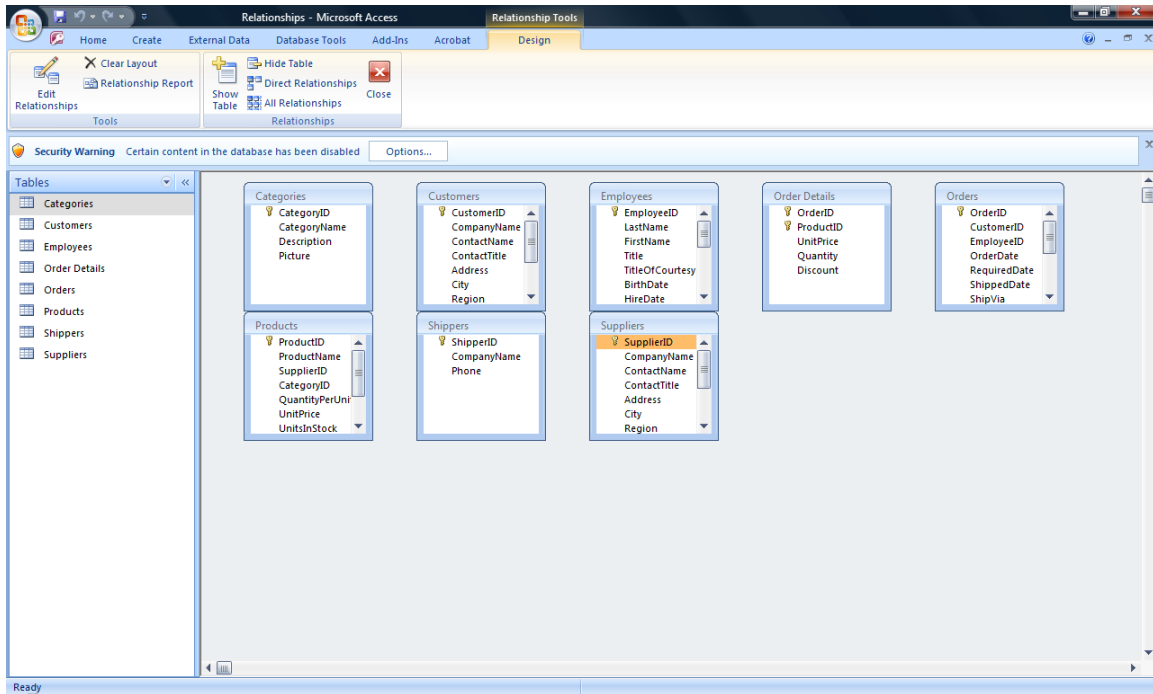 Relationships - Microsoft Access
Relationship Tools
Home Create External Data Database Tools Add-Ins Acrobat Design
Edit Relationships
Clear Layout
Relationship Report
Tools
Show Table
Hide Table
Direct Relationships
All Relationships
Close
Relationships
Security Warning Certain content in the database has been disabled Options...
Tables
Categories
Customers
Employees
Order Details
Orders
Products
Shippers
Suppliers
Categories
CategoryID
CategoryName
Description
Picture
Customers
CustomerID
CompanyName
ContactName
ContactTitle
Address
City
Region
Employees
EmployeeID
LastName
FirstName
Title
TitleOfCourtesy
BirthDate
HireDate
Order Details
OrderID
ProductID
UnitPrice
Quantity
Discount
Orders
OrderID
CustomerID
EmployeeID
OrderDate
RequiredDate
ShippedDate
ShipVia
Products
ProductID
ProductName
SupplierID
CategoryID
QuantityPerUni
UnitPrice
UnitsInStock
Shippers
ShipperID
CompanyName
Phone
Suppliers
SupplierID
CompanyName
ContactName
ContactTitle
Address
City
Region
Ready